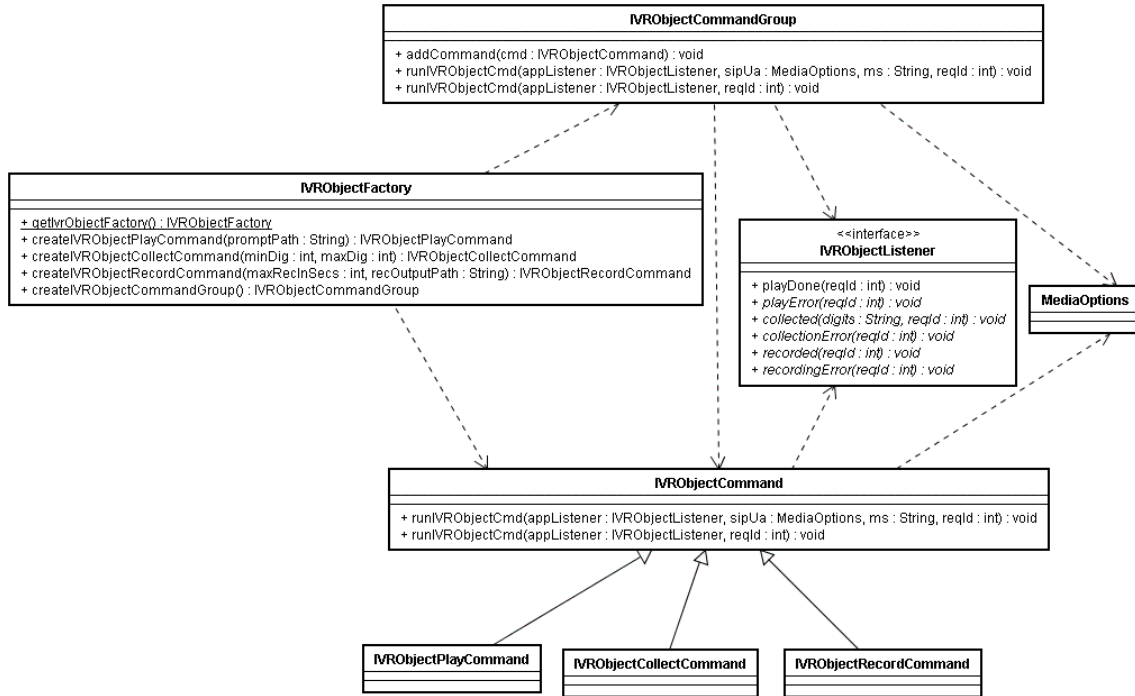 IVRObjectCommandGroup
+ addCommand(cmd : IVRObjectCommand) : void
+ runIVRObjectCmd(appListener : IVRObjectListener, sipUa : MediaOptions, ms : String, reqId : int) : void
+ runIVRObjectCmd(appListener : IVRObjectListener, reqId : int) : void
IVRObjectFactory
+ getIvrObjectFactory() : IVRObjectFactory
+ createIVRObjectPlayCommand(promptPath : String) : IVRObjectPlayCommand
+ createIVRObjectCollectCommand(minDig : int, maxDig : int) : IVRObjectCollectCommand
+ createIVRObjectRecordCommand(maxRecInSecs : int, recOutputPath : String) : IVRObjectRecordCommand
+ createIVRObjectCommandGroup() : IVRObjectCommandGroup
<<interface>>
IVRObjectListener
+ playDone(reqId : int) : void
+ playError(reqId : int) : void
+ collected(digits : String, reqId : int) : void
+ collectionError(reqId : int) : void
+ recorded(reqId : int) : void
+ recordingError(reqId : int) : void
MediaOptions
IVRObjectCommand
+ runIVRObjectCmd(appListener : IVRObjectListener, sipUa : MediaOptions, ms : String, reqId : int) : void
+ runIVRObjectCmd(appListener : IVRObjectListener, reqId : int) : void
IVRObjectPlayCommand
IVRObjectCollectCommand
IVRObjectRecordCommand